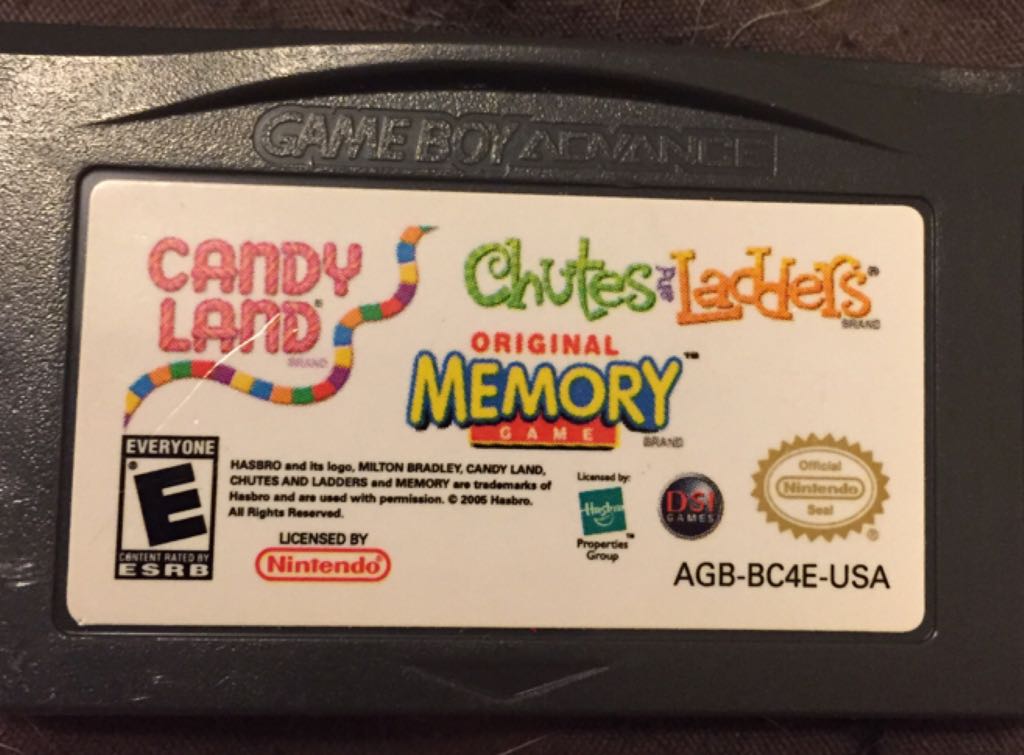 GAME BOY ADVANCE
CANDY
LAND®
BRAND
Chutes AND Ladders®
BRAND
ORIGINAL
MEMORY™
GAME
BRAND
EVERYONE
E
CONTENT RATED BY
ESRB
HASBRO and its logo, MILTON BRADLEY, CANDY LAND,
CHUTES AND LADDERS and MEMORY are trademarks of
Hasbro and are used with permission. © 2005 Hasbro.
All Rights Reserved.
LICENSED BY
Nintendo®
Licensed by:
Hasbro
™
Properties
Group
DSI
GAMES
Official
Nintendo
Seal
®
AGB-BC4E-USA